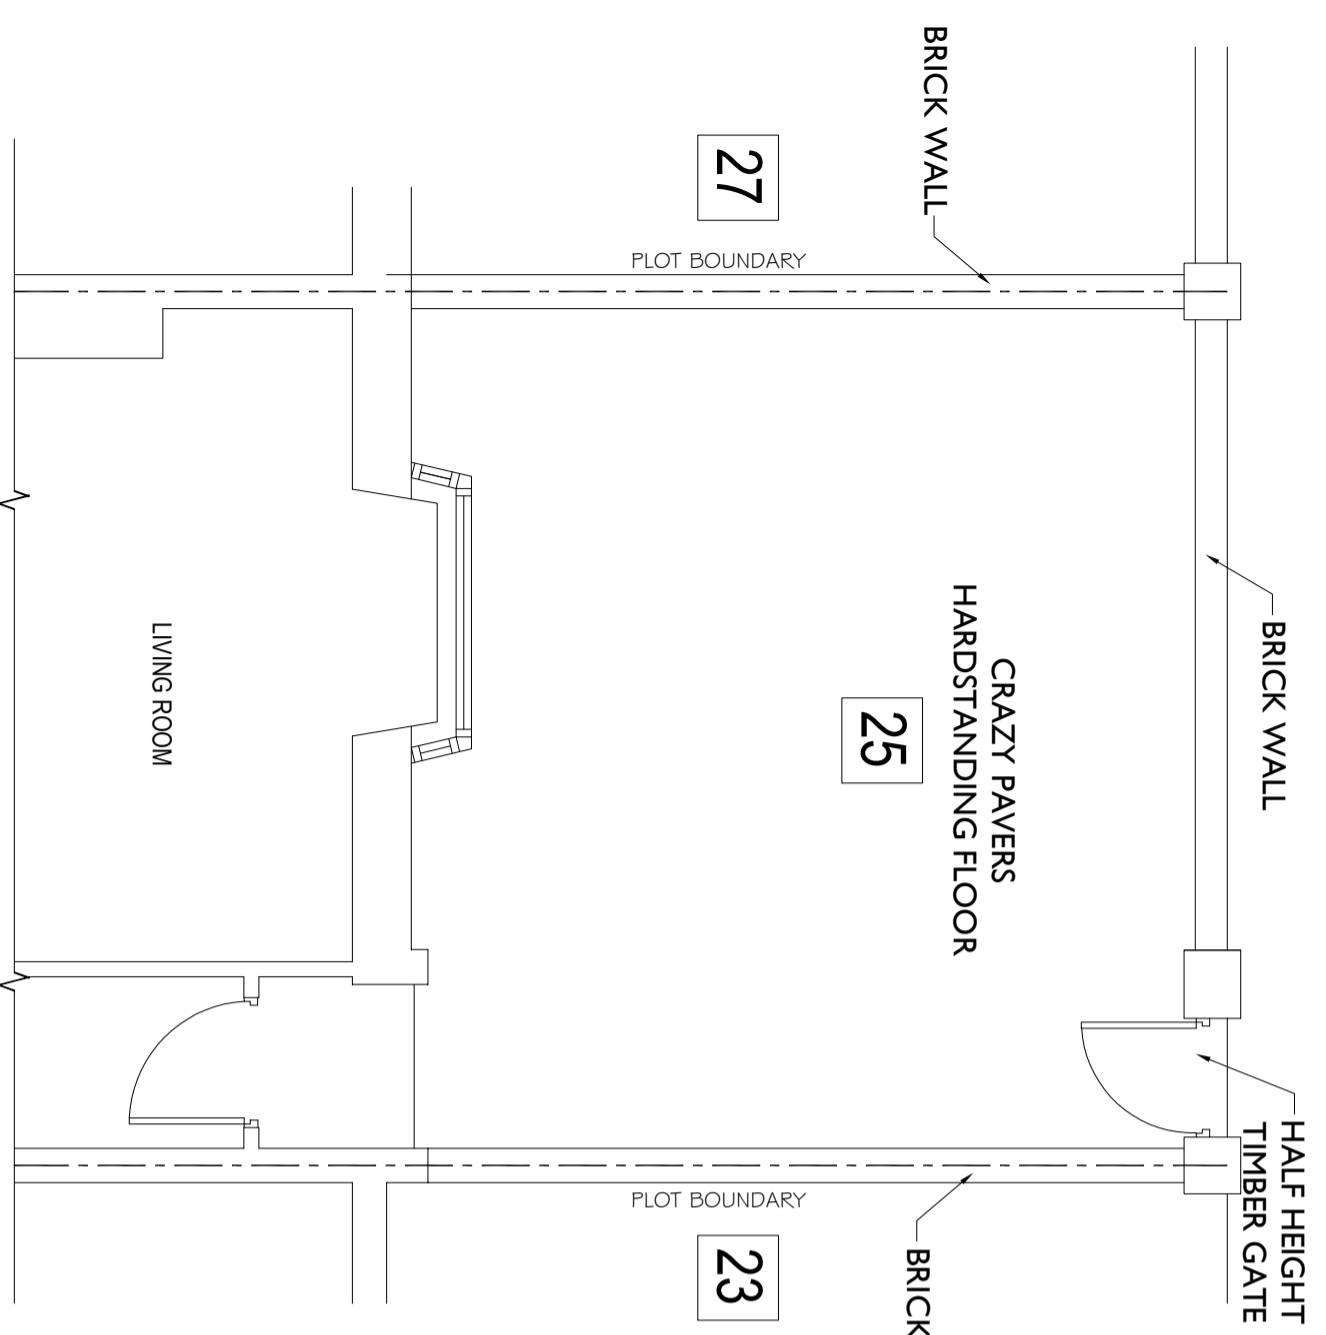 BRICK WALL
27
PLOT BOUNDARY
BRICK WALL
CRAZY PAVERS
HARDSTANDING FLOOR
25
LIVING ROOM
HALF HEIGHT
TIMBER GATE
PLOT BOUNDARY
BRICK
23